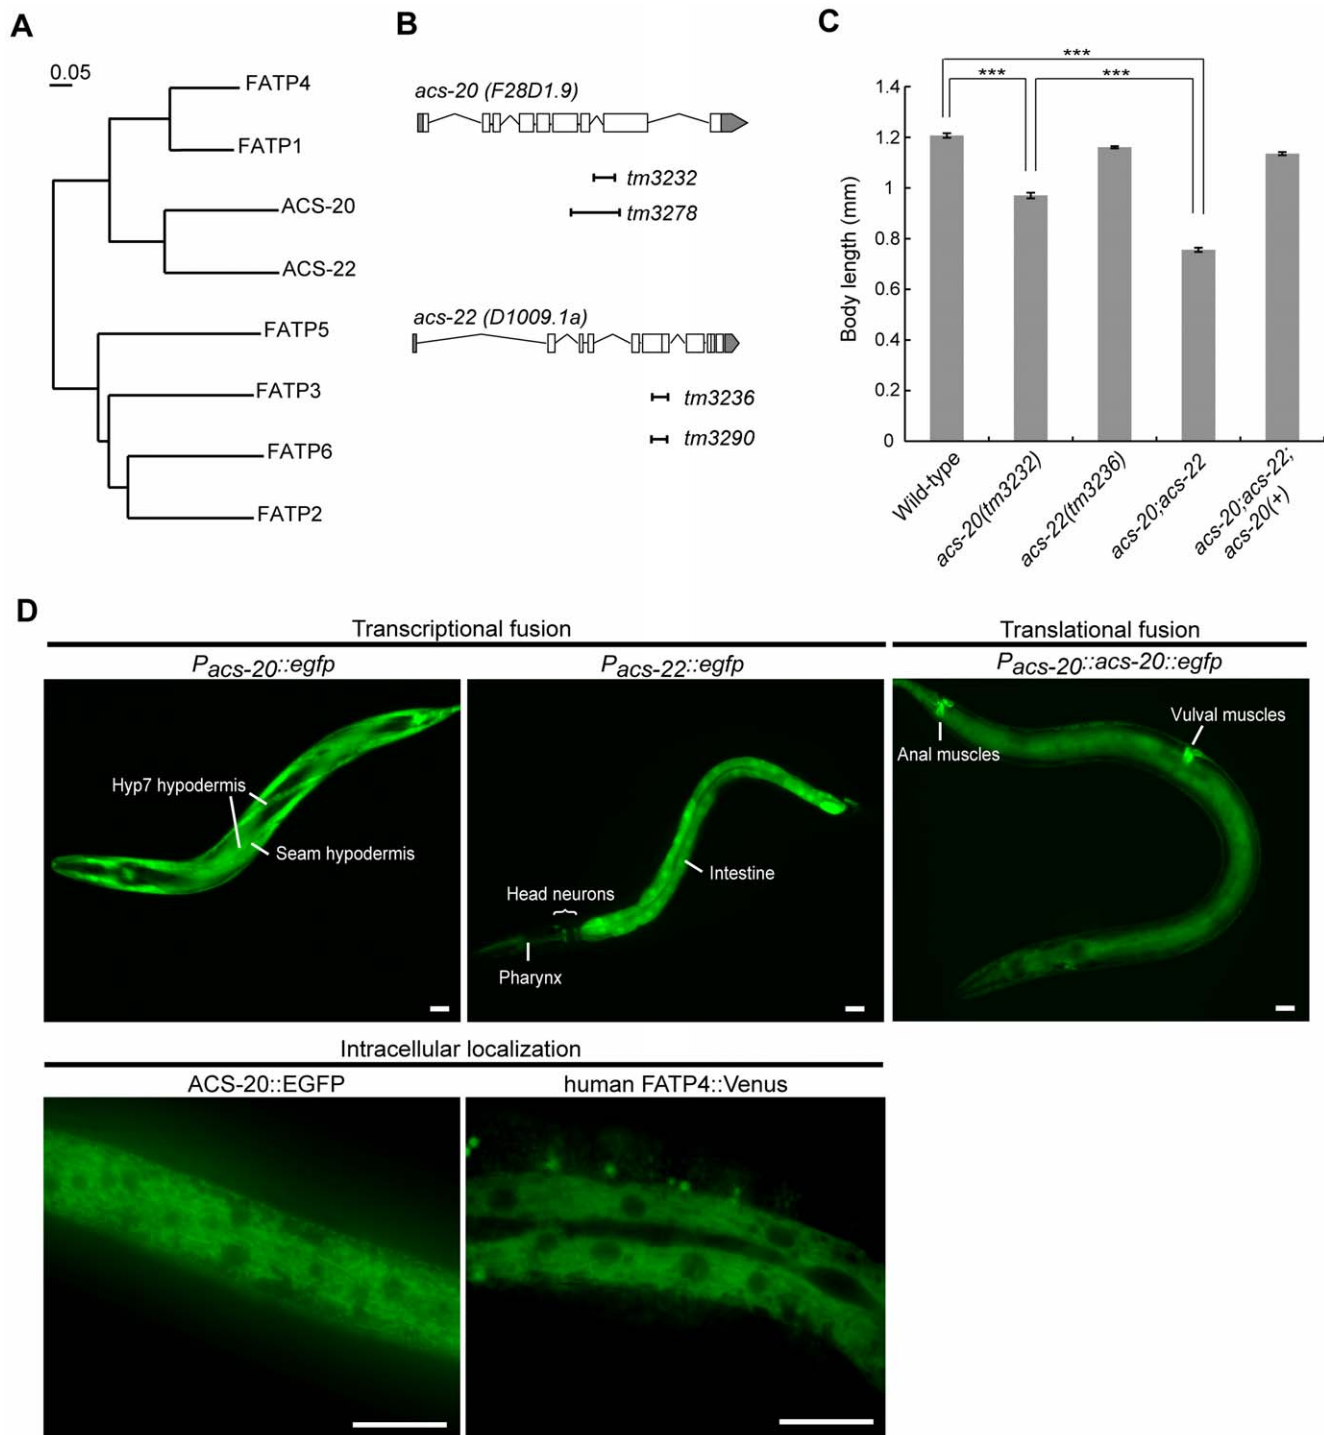 A
0.05
FATP4
FATP1
ACS-20
ACS-22
FATP5
FATP3
FATP6
FATP2
B
acs-20 (F28D1.9)
tm3232
tm3278
acs-22 (D1009.1a)
tm3236
tm3290
C
***
*** ***
1.4
1.2
1
0.8
0.6
0.4
0.2
0
Body length (mm)
Wild-type
acs-20(tm3232)
acs-22(tm3236)
acs-20;acs-22
acs-20;acs-22;
acs-20(+)
D
Transcriptional fusion
Translational fusion
Pacs-20::egfp
Pacs-22::egfp
Pacs-20::acs-20::egfp
Hyp7 hypodermis
Seam hypodermis
Head neurons
Intestine
Pharynx
Vulval muscles
Anal muscles
Intracellular localization
ACS-20::EGFP
human FATP4::Venus